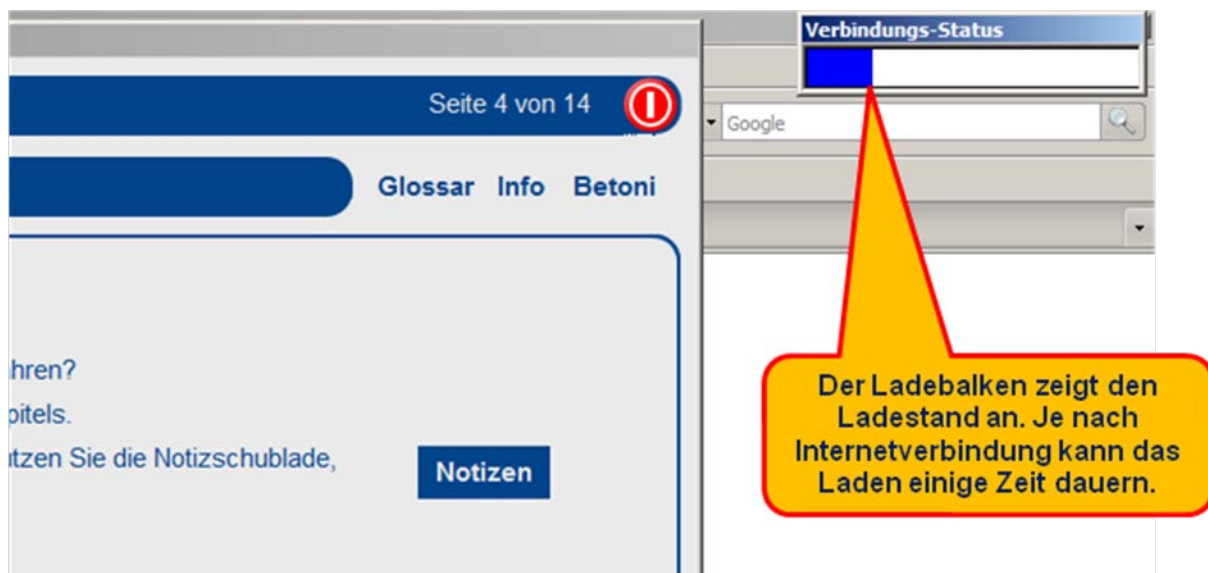 Verbindungs-Status
Seite 4 von 14
Google
Glossar Info Betoni
Der Ladebalken zeigt den
Ladestand an. Je nach
Internetverbindung kann das
Laden einige Zeit dauern.
hren?
pitels.
tzen Sie die Notizschublade,
Notizen